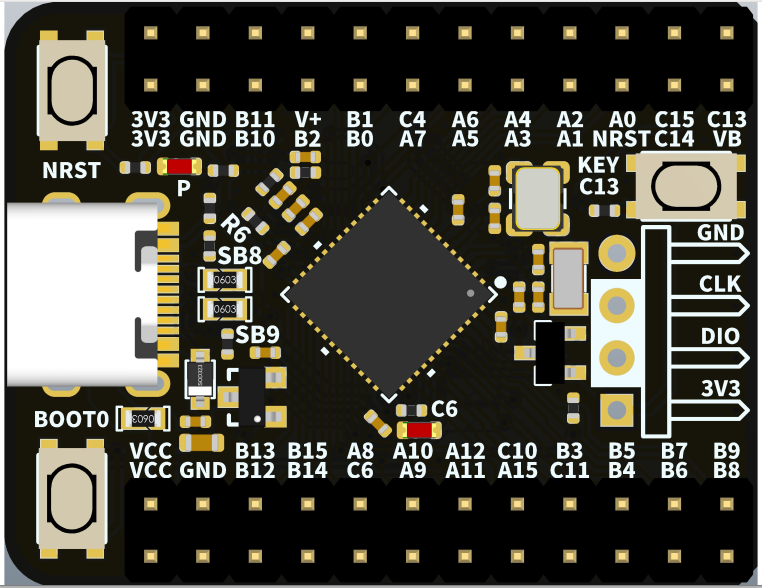 3V3 GND B11 V+ B1 C4 A6 A4 A2 A0 C15 C13
3V3 GND B10 B2 B0 A7 A5 A3 A1 NRST C14 VB
NRST
P
KEY
C13
R6
GND
SB8
0603
CLK
0603
SB9
DIO
3V3
BOOT0
0603
C6
VCC B13 B15 A8 A10 A12 C10 B3 B5 B7 B9
VCC GND B12 B14 C6 A9 A11 A15 C11 B4 B6 B8